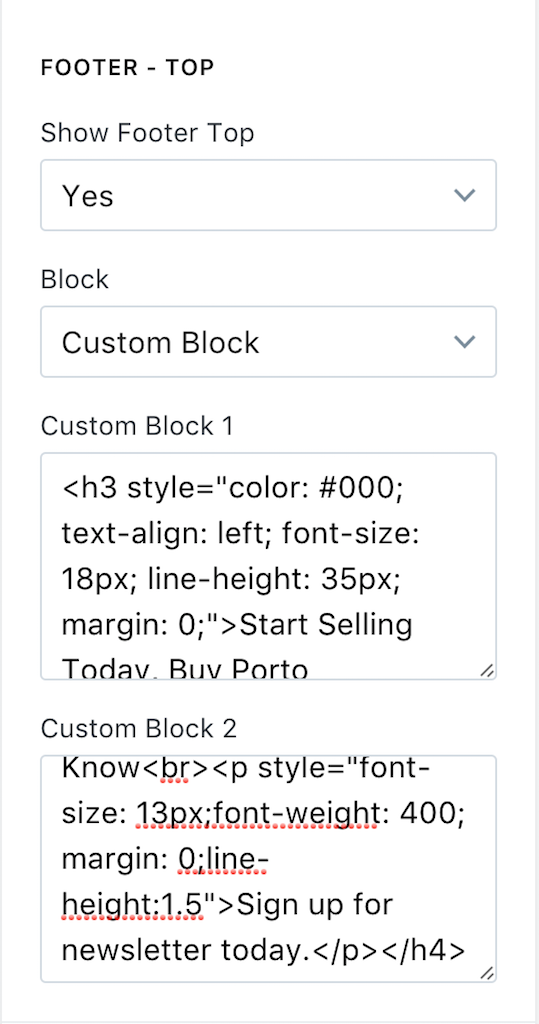 FOOTER - TOP
Show Footer Top
Yes
Block
Custom Block
Custom Block 1
<h3 style="color: #000;
text-align: left; font-size:
18px; line-height: 35px;
margin: 0;">Start Selling
Today. Buy Porto
Custom Block 2
Know<br><p style="font-
size: 13px;font-weight: 400;
margin: 0;line-
height:1.5">Sign up for
newsletter today.</p></h4>